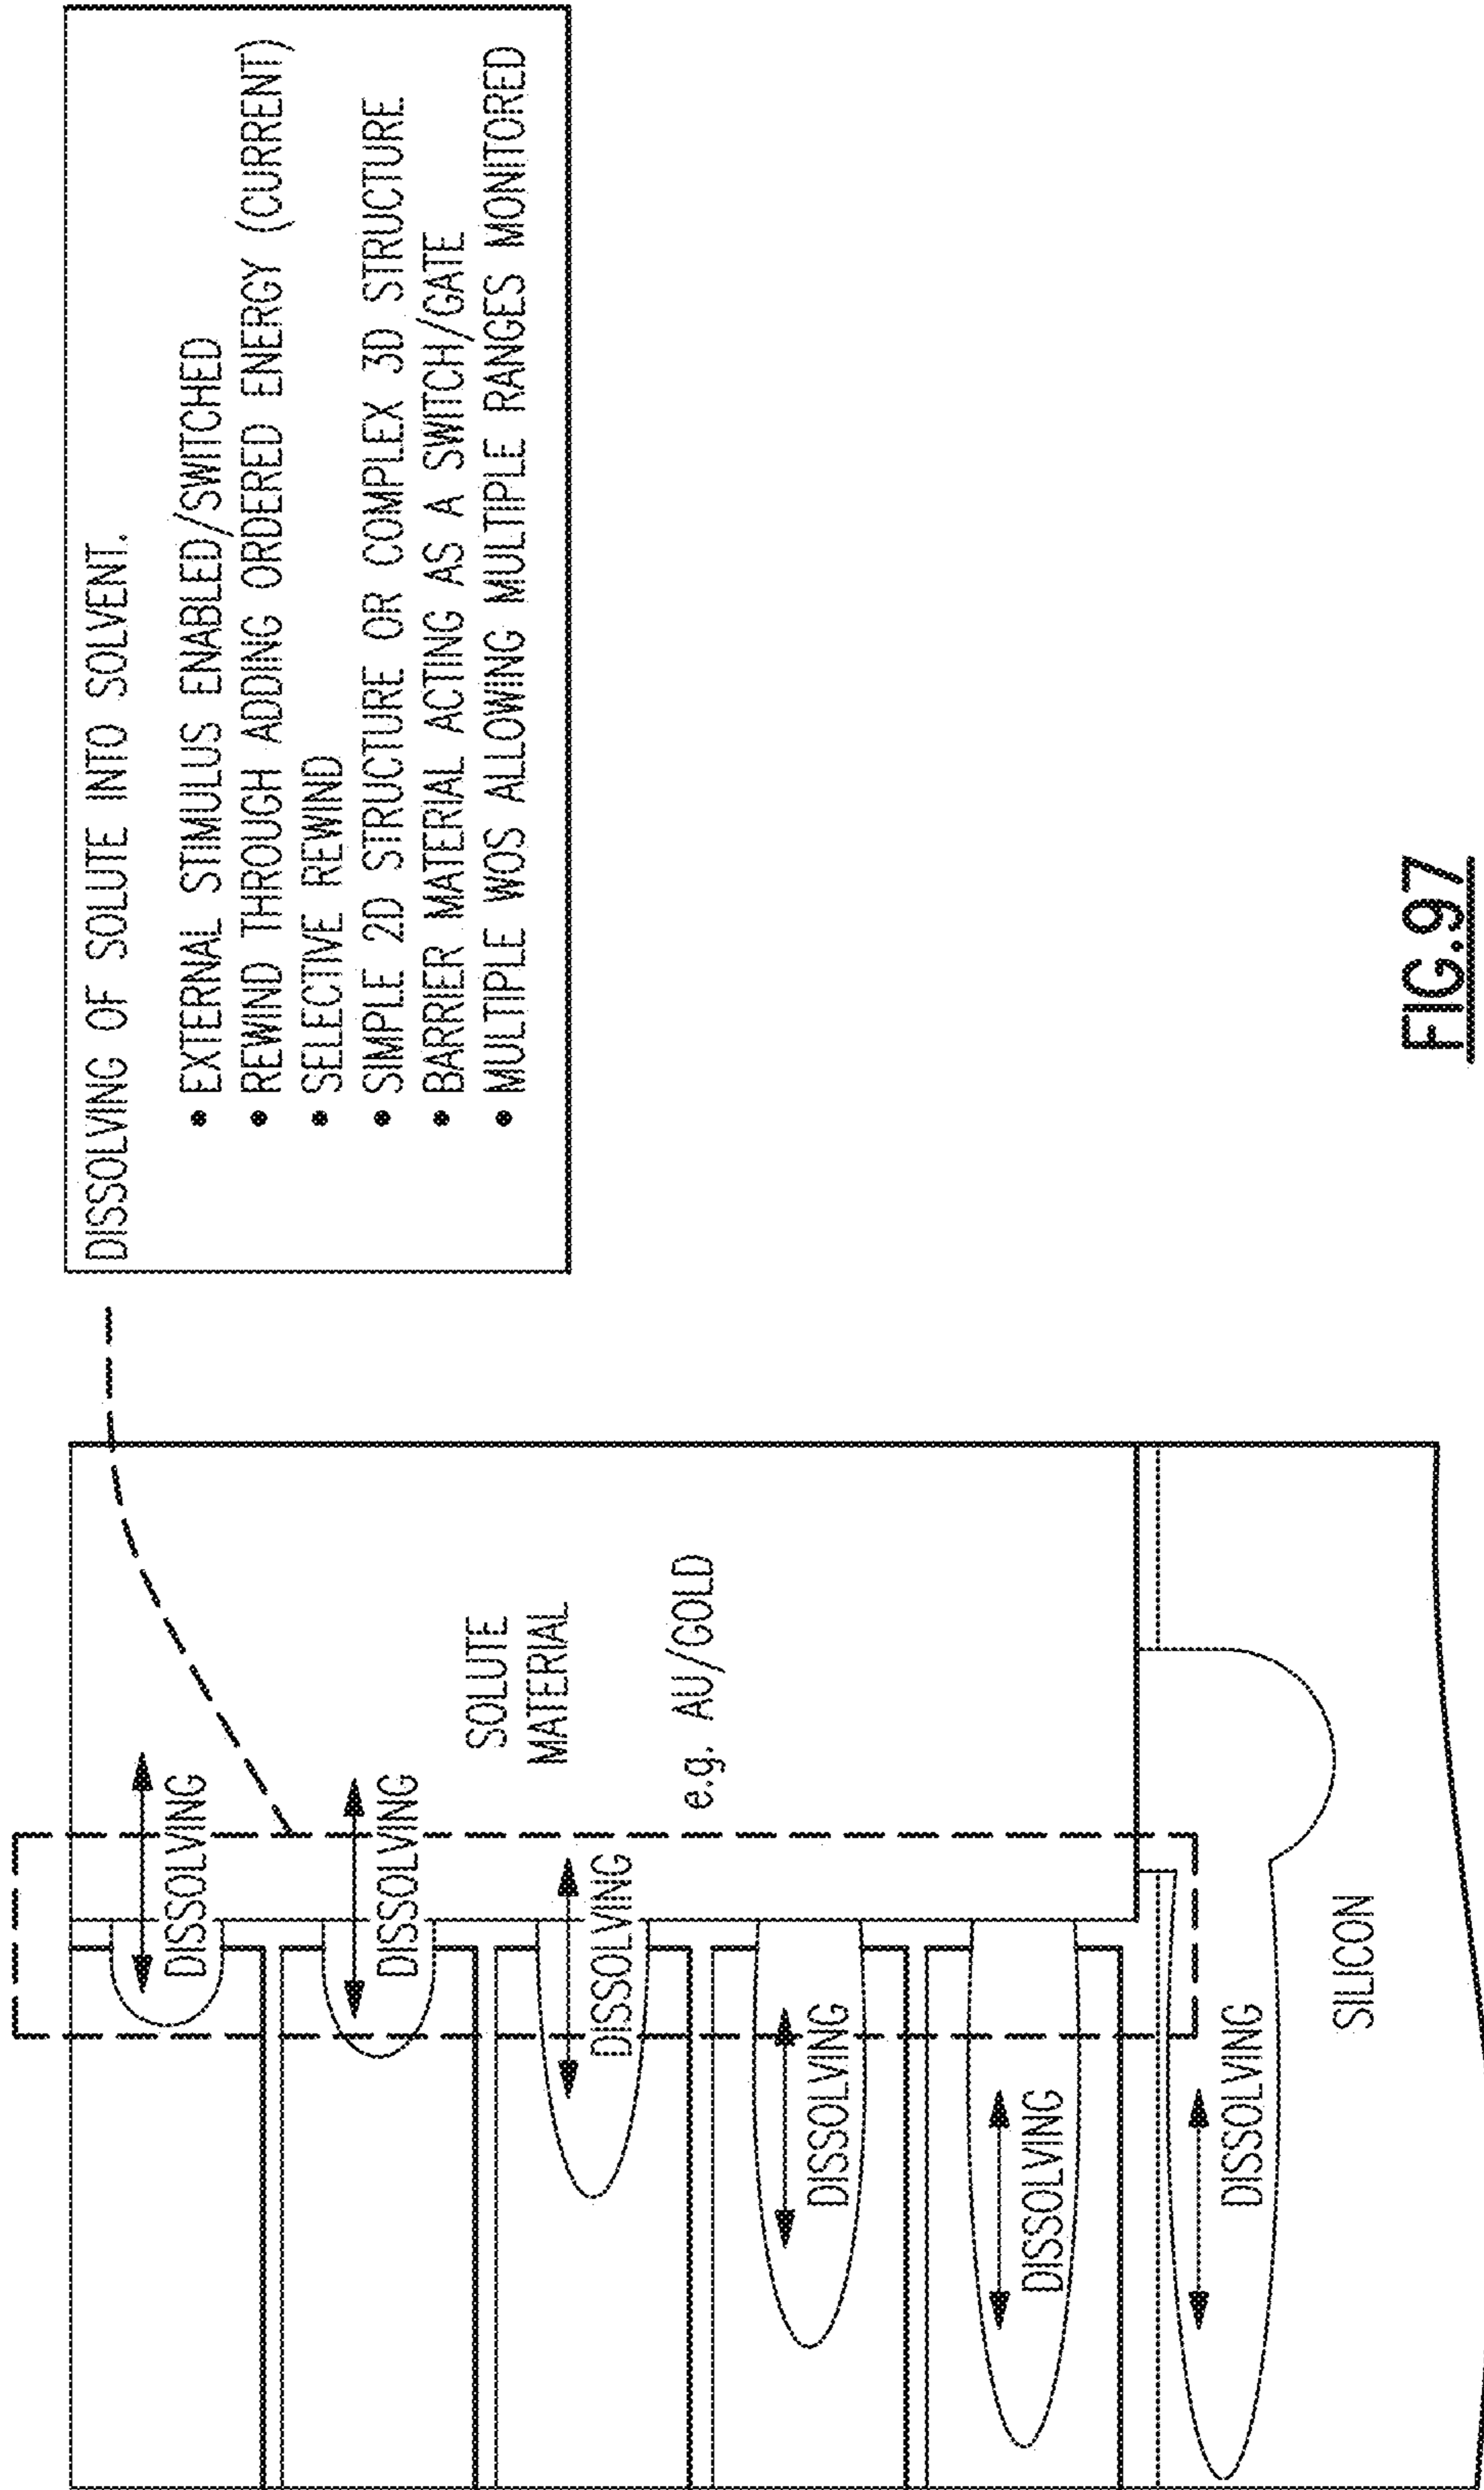 DISSOLVING OF SOLUTE INTO SOLVENT.
• EXTERNAL STIMULUS ENABLED/SWITCHED
• REWIND THROUGH ADDING ORDERED ENERGY (CURRENT)
• SELECTIVE REWIND
• SIMPLE 2D STRUCTURE OR COMPLEX 3D STRUCTURE
• BARRIER MATERIAL ACTING AS A SWITCH/GATE
• MULTIPLE WOS ALLOWING MULTIPLE RANGES MONITORED
DISSOLVING
DISSOLVING
DISSOLVING
DISSOLVING
DISSOLVING
DISSOLVING
SOLUTE
MATERIAL
e.g. AU/GOLD
SILICON
FIG.97